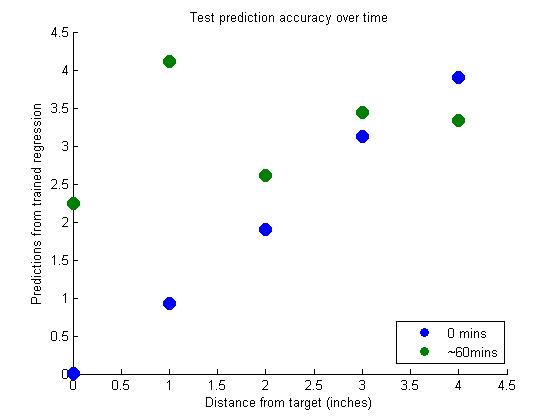 Test prediction accuracy over time
4.5
4
3.5
3
2.5
2
1.5
1
0.5
0
Predictions from trained regression
0 0.5 1 1.5 2 2.5 3 3.5 4 4.5
Distance from target (inches)
0 mins
~60mins